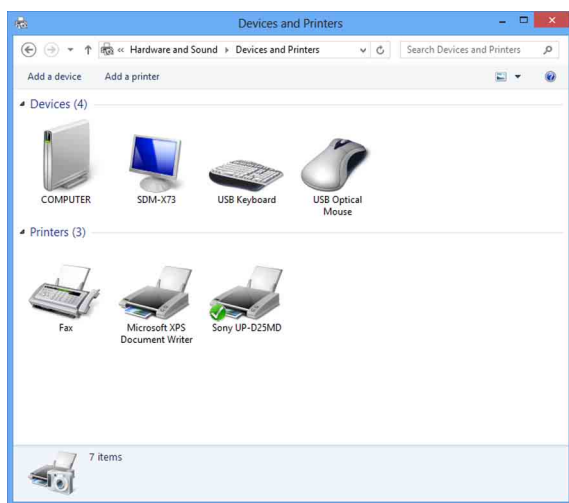 Devices and Printers
« Hardware and Sound ▸ Devices and Printers
Search Devices and Printers
Add a device Add a printer
Devices (4)
COMPUTER SDM-X73 USB Keyboard USB Optical
Mouse
Printers (3)
Fax Microsoft XPS Sony UP-D25MD
Document Writer
7 items